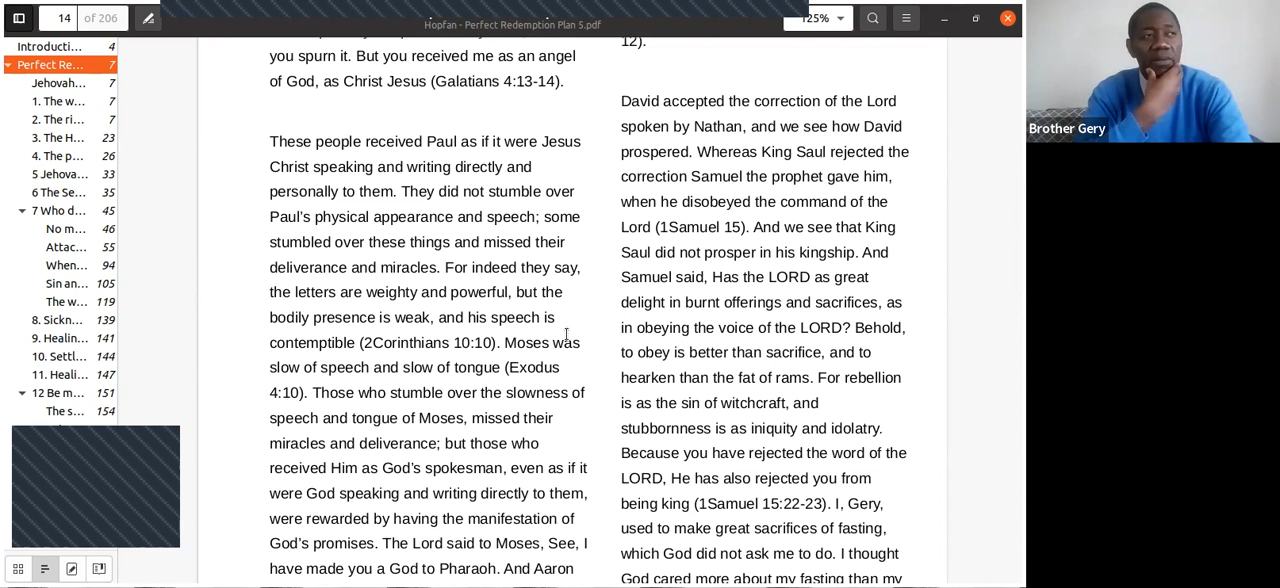 14
of 206
Hopfan - Perfect Redemption Plan 5.pdf
125%
Introducti... 4
Perfect Re... 7
Jehovah... 7
1. The w... 7
2. The ri... 7
3. The H... 23
4. The p... 26
5 Jehova... 33
6 The Se... 35
7 Who d... 45
No m... 46
Attac... 55
When... 94
Sin an... 105
The w... 119
8. Sickn... 139
9. Healin... 141
10. Settl... 144
11. Heali... 147
12 Be m... 151
The s... 154
you spurn it. But you received me as an angel
of God, as Christ Jesus (Galatians 4:13-14).
These people received Paul as if it were Jesus
Christ speaking and writing directly and
personally to them. They did not stumble over
Paul's physical appearance and speech; some
stumbled over these things and missed their
deliverance and miracles. For indeed they say,
the letters are weighty and powerful, but the
bodily presence is weak, and his speech is
contemptible (2Corinthians 10:10). Moses was
slow of speech and slow of tongue (Exodus
4:10). Those who stumble over the slowness of
speech and tongue of Moses, missed their
miracles and deliverance; but those who
received Him as God's spokesman, even as if it
were God speaking and writing directly to them,
were rewarded by having the manifestation of
God's promises. The Lord said to Moses, See, I
have made you a God to Pharaoh. And Aaron
12).
David accepted the correction of the Lord
spoken by Nathan, and we see how David
prospered. Whereas King Saul rejected the
correction Samuel the prophet gave him,
when he disobeyed the command of the
Lord (1Samuel 15). And we see that King
Saul did not prosper in his kingship. And
Samuel said, Has the LORD as great
delight in burnt offerings and sacrifices, as
in obeying the voice of the LORD? Behold,
to obey is better than sacrifice, and to
hearken than the fat of rams. For rebellion
is as the sin of witchcraft, and
stubbornness is as iniquity and idolatry.
Because you have rejected the word of the
LORD, He has also rejected you from
being king (1Samuel 15:22-23). I, Gery,
used to make great sacrifices of fasting,
which God did not ask me to do. I thought
God cared more about my fasting than my
Brother Gery